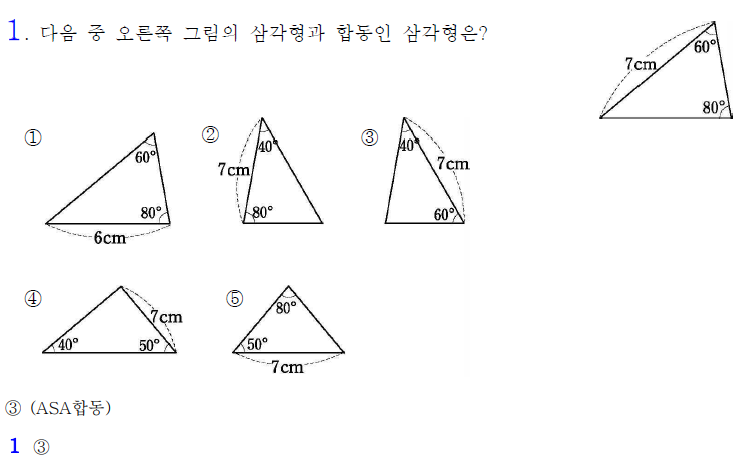 1. 다음 중 오른쪽 그림의 삼각형과 합동인 삼각형은?
7cm 60° 80°
① 60° 80° 6cm
② 40° 7cm 80°
③ 40° 7cm 60°
④ 7cm 40° 50°
⑤ 80° 50° 7cm
③ (ASA합동)
1 ③